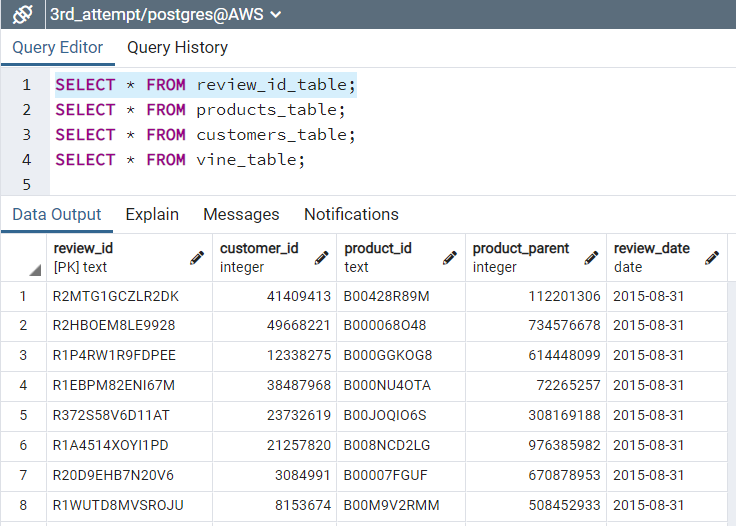 3rd_attempt/postgres@AWS
Query Editor Query History
1 SELECT * FROM review_id_table;
2 SELECT * FROM products_table;
3 SELECT * FROM customers_table;
4 SELECT * FROM vine_table;
5
Data Output Explain Messages Notifications
review_id customer_id product_id product_parent review_date
[PK] text integer text integer date
1 R2MTG1GCZLR2DK 41409413 B00428R89M 112201306 2015-08-31
2 R2HBOEM8LE9928 49668221 B000068O48 734576678 2015-08-31
3 R1P4RW1R9FDPEE 12338275 B000GGKOG8 614448099 2015-08-31
4 R1EBPM82ENI67M 38487968 B000NU4OTA 72265257 2015-08-31
5 R372S58V6D11AT 23732619 B00JOQIO6S 308169188 2015-08-31
6 R1A4514XOYI1PD 21257820 B008NCD2LG 976385982 2015-08-31
7 R20D9EHB7N20V6 3084991 B00007FGUF 670878953 2015-08-31
8 R1WUTD8MVSROJU 8153674 B00M9V2RMM 508452933 2015-08-31